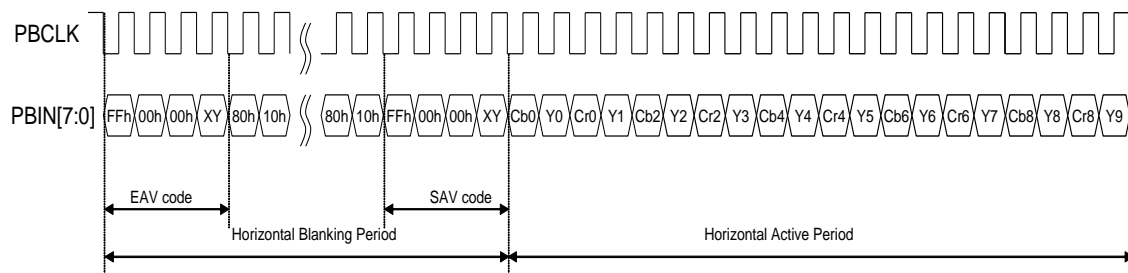 PBCLK
PBIN[7:0] FFh 00h 00h XY 80h 10h 80h 10h FFh 00h 00h XY Cb0 Y0 Cr0 Y1 Cb2 Y2 Cr2 Y3 Cb4 Y4 Cr4 Y5 Cb6 Y6 Cr6 Y7 Cb8 Y8 Cr8 Y9
EAV code SAV code
Horizontal Blanking Period Horizontal Active Period